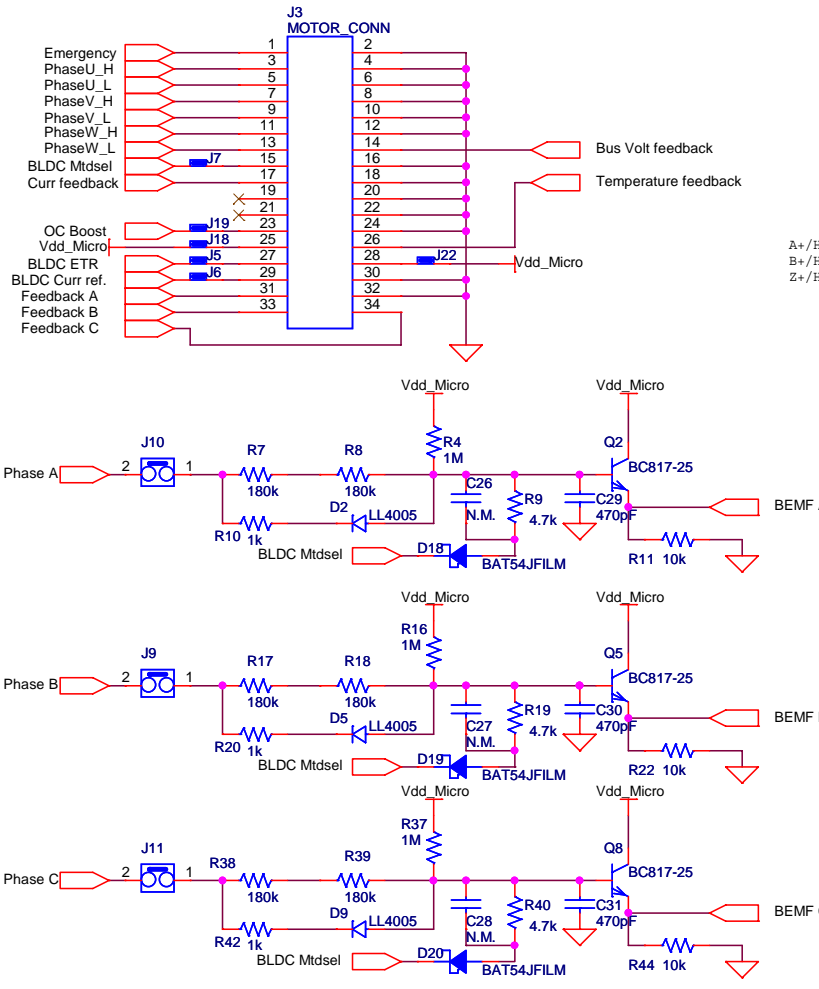 J3
MOTOR_CONN
Emergency 1 2
PhaseU_H 3 4
PhaseU_L 5 6
PhaseV_H 7 8
PhaseV_L 9 10
PhaseW_H 11 12
PhaseW_L 13 14 Bus Volt feedback
BLDC Mtdsel J7 15 16
Curr feedback 17 18 Temperature feedback
19 20
21 22
OC Boost J19 23 24
Vdd_Micro J18 25 26
BLDC ETR J5 27 28 J22 Vdd_Micro
BLDC Curr ref. J6 29 30
Feedback A 31 32
Feedback B 33 34
Feedback C
A+/H
B+/H
Z+/H
Vdd_Micro Vdd_Micro
J10 R7 R8 R4 Q2
1M
Phase A 2 1 BC817-25
180k 180k C26 R9 C29
D2 LL4005 N.M. 4.7k 470pF BEMF
R10 1k
BLDC Mtdsel D18 BAT54JFILM R11 10k
Vdd_Micro Vdd_Micro
J9 R17 R18 R16 Q5
1M
Phase B 2 1 BC817-25
180k 180k C27 R19 C30
D5 LL4005 N.M. 4.7k 470pF BEMF
R20 1k
BLDC Mtdsel D19 BAT54JFILM R22 10k
Vdd_Micro Vdd_Micro
J11 R38 R39 R37 Q8
1M
Phase C 2 1 BC817-25
180k 180k C28 R40 C31
D9 LL4005 N.M. 4.7k 470pF BEMF
R42 1k
BLDC Mtdsel D20 BAT54JFILM R44 10k